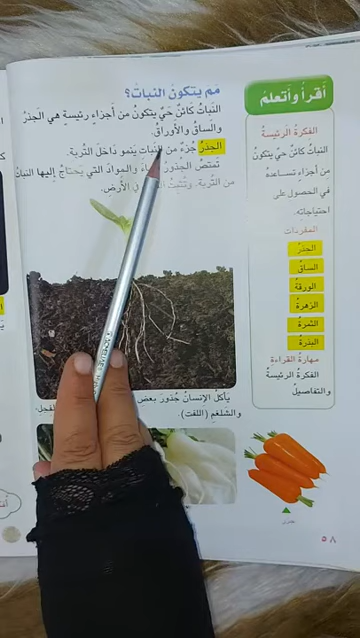 أقرأ وأتعلم
الفكرة الرئيسة
النبات كائن حي يتكون
من أجزاء تساعده
في الحصول على
احتياجاته.
المفردات
الجذر
الساق
الورقة
الزهرة
الثمرة
البذرة
مهارة القراءة
الفكرة الرئيسة
والتفاصيل
مم يتكون النبات؟
النبات كائن حي يتكون من أجزاء رئيسة هي الجذر
والساق والأوراق.
الجذر جزء من النبات ينمو داخل التربة.
تمتص الجذور والمواد التي يحتاج إليها النبات
من التربة. وتثبت في الأرض.
يأكل الإنسان جذور بعض
والشلغم (اللفت).
٥٨